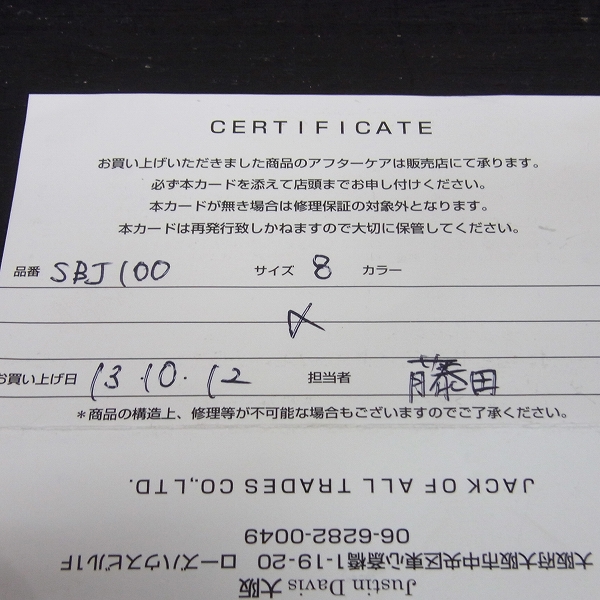 CERTIFICATE
お買い上げいただきました商品のアフターケアは販売店にて承ります。
必ず本カードを添えて店頭までお申し付けください。
本カードが無き場合は修理保証の対象外となります。
本カードは再発行致しかねますので大切に保管してください。
品番 SBJ100 サイズ 8 カラー
〆
お買い上げ日 13.10.12 担当者 藤田
*商品の構造上、修理等が不可能な場合もございますのでご了承ください。
JACK OF ALL TRADES CO.,LTD.
06-6282-0049
大阪府大阪市中央区東心斎橋1-19-20 ローズハウスビル1F
Justin Davis 大阪